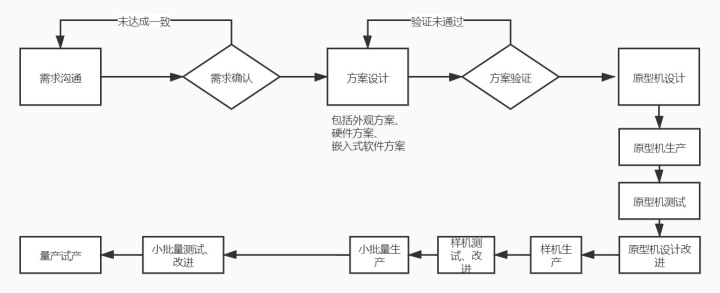 未达成一致
验证未通过
需求沟通
需求确认
方案设计
方案验证
原型机设计
包括外观方案、
硬件方案、
嵌入式软件方案
原型机生产
原型机测试
原型机设计改
进
样机生
产
样机测
试、改
进
小批量生
产
小批量测试、
改进
量产试产